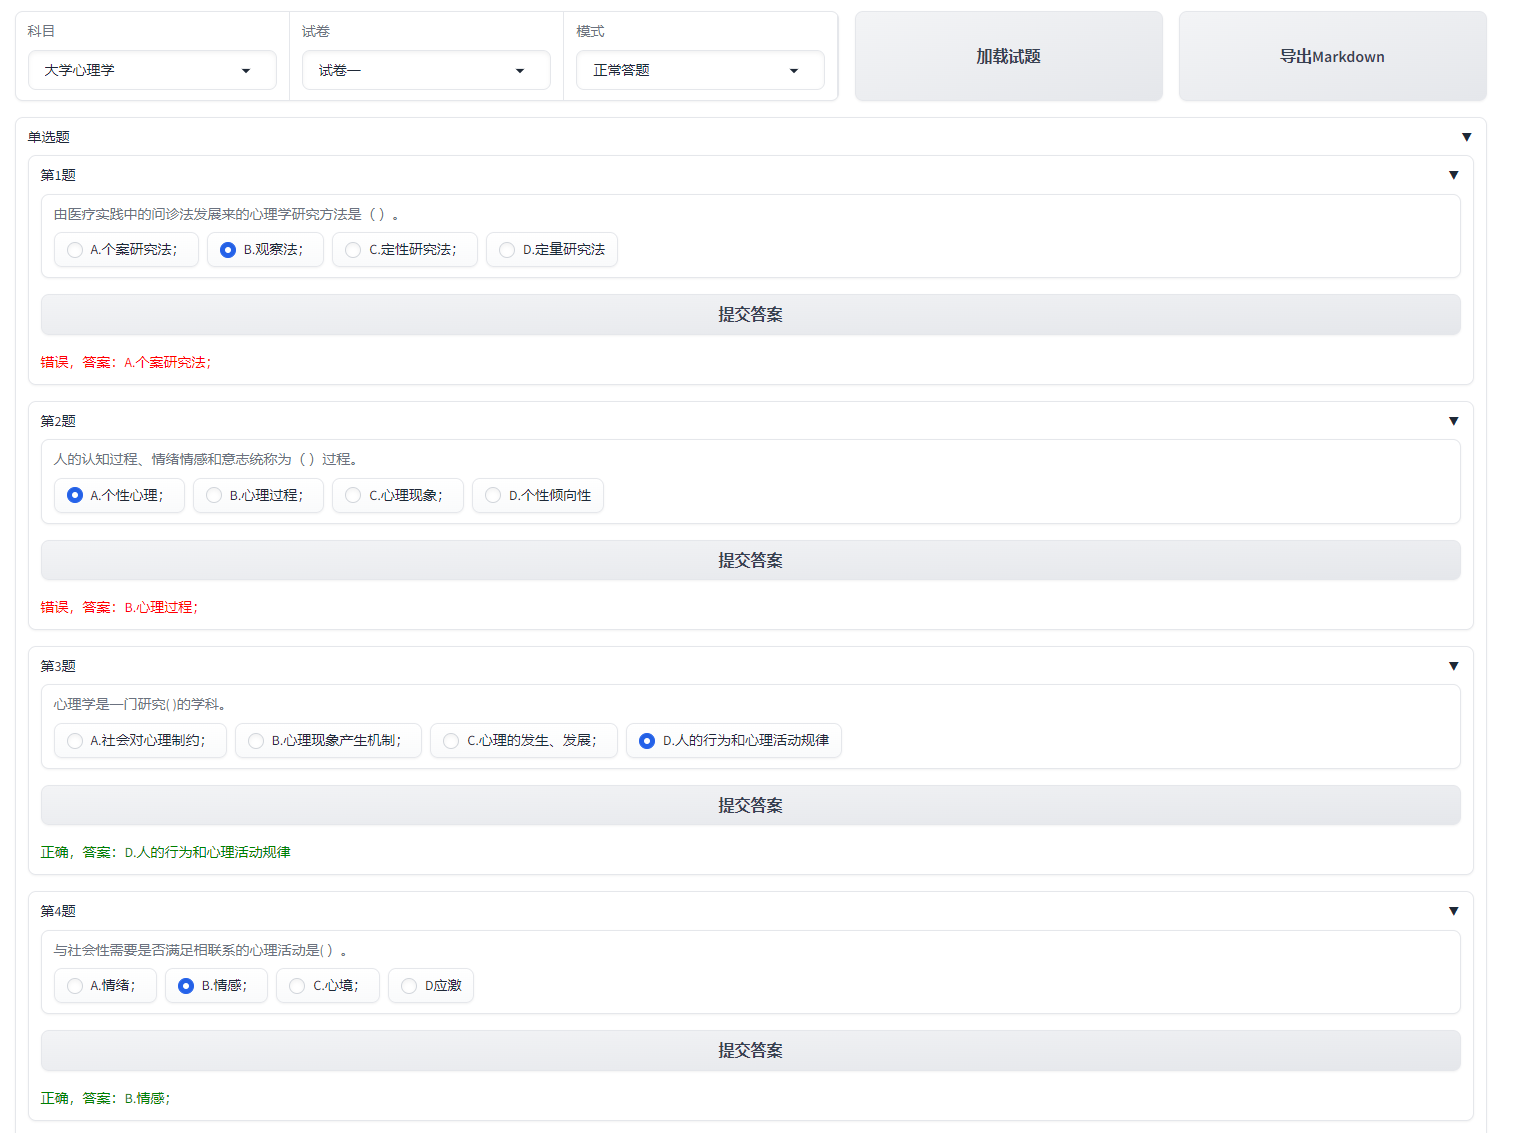 科目
试卷
模式
大学心理学
试卷一
正常答题
加载试题
导出Markdown
单选题
第1题
由医疗实践中的问诊法发展来的心理学研究方法是（ ）。
A.个案研究法；
B.观察法；
C.定性研究法；
D.定量研究法
提交答案
错误，答案：A.个案研究法；
第2题
人的认知过程、情绪情感和意志统称为（ ）过程。
A.个性心理；
B.心理过程；
C.心理现象；
D.个性倾向性
提交答案
错误，答案：B.心理过程；
第3题
心理学是一门研究( )的学科。
A.社会对心理制约；
B.心理现象产生机制；
C.心理的发生、发展；
D.人的行为和心理活动规律
提交答案
正确，答案：D.人的行为和心理活动规律
第4题
与社会性需要是否满足相联系的心理活动是( ）。
A.情绪；
B.情感；
C.心境；
D应激
提交答案
正确，答案：B.情感；